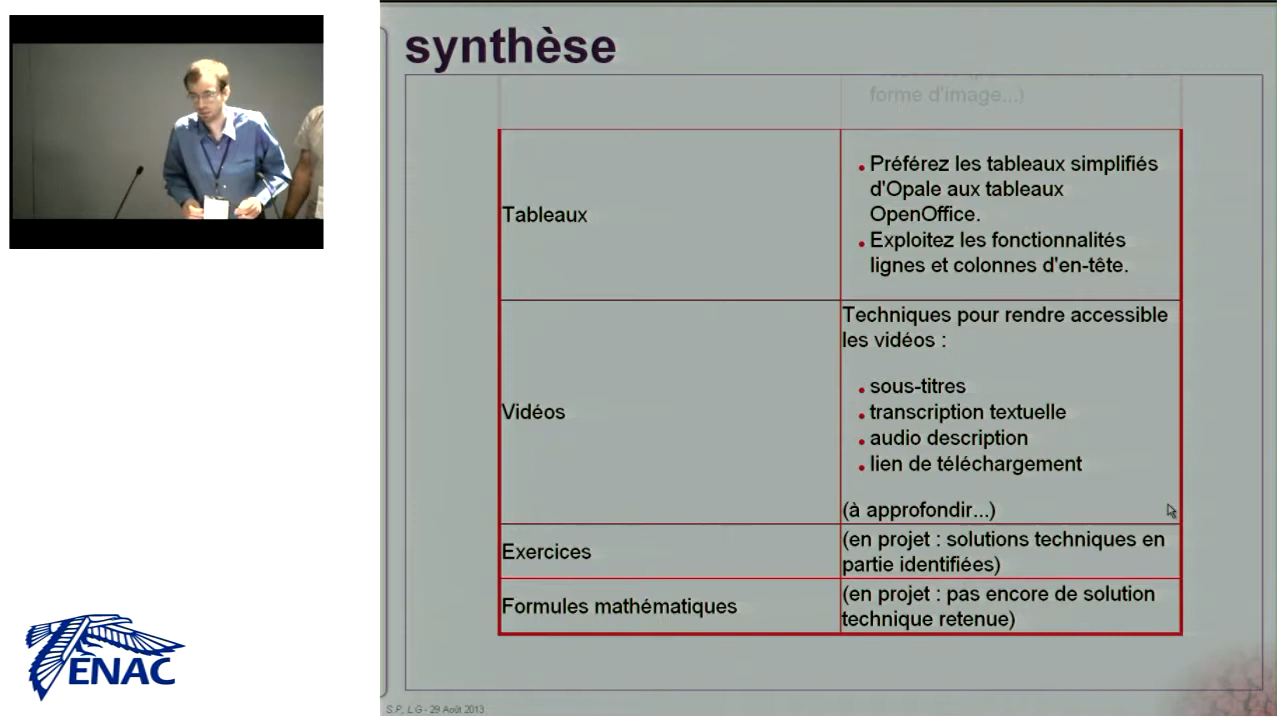 synthèse
forme d'image...)
Tableaux
Préférez les tableaux simplifiés
d'Opale aux tableaux
OpenOffice.
Exploitez les fonctionnalités
lignes et colonnes d'en-tête.
Vidéos
Techniques pour rendre accessible
les vidéos :
sous-titres
transcription textuelle
audio description
lien de téléchargement
(à approfondir...)
Exercices
(en projet : solutions techniques en
partie identifiées)
Formules mathématiques
(en projet : pas encore de solution
technique retenue)
ENAC
S.P., L.G - 29 Août 2013